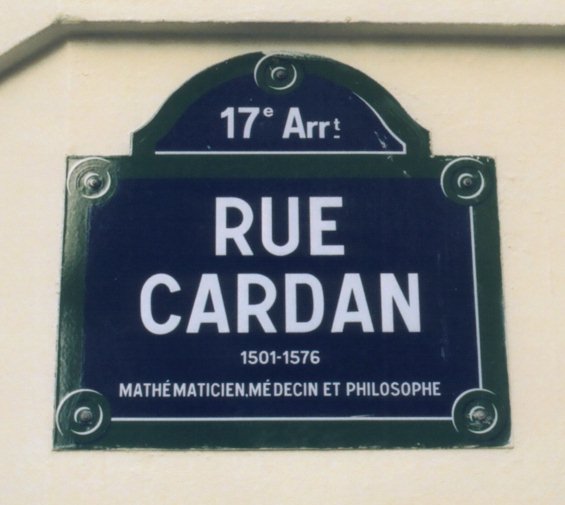 17e Arrt
RUE
CARDAN
1501-1576
MATHÉMATICIEN,MÉDECIN ET PHILOSOPHE